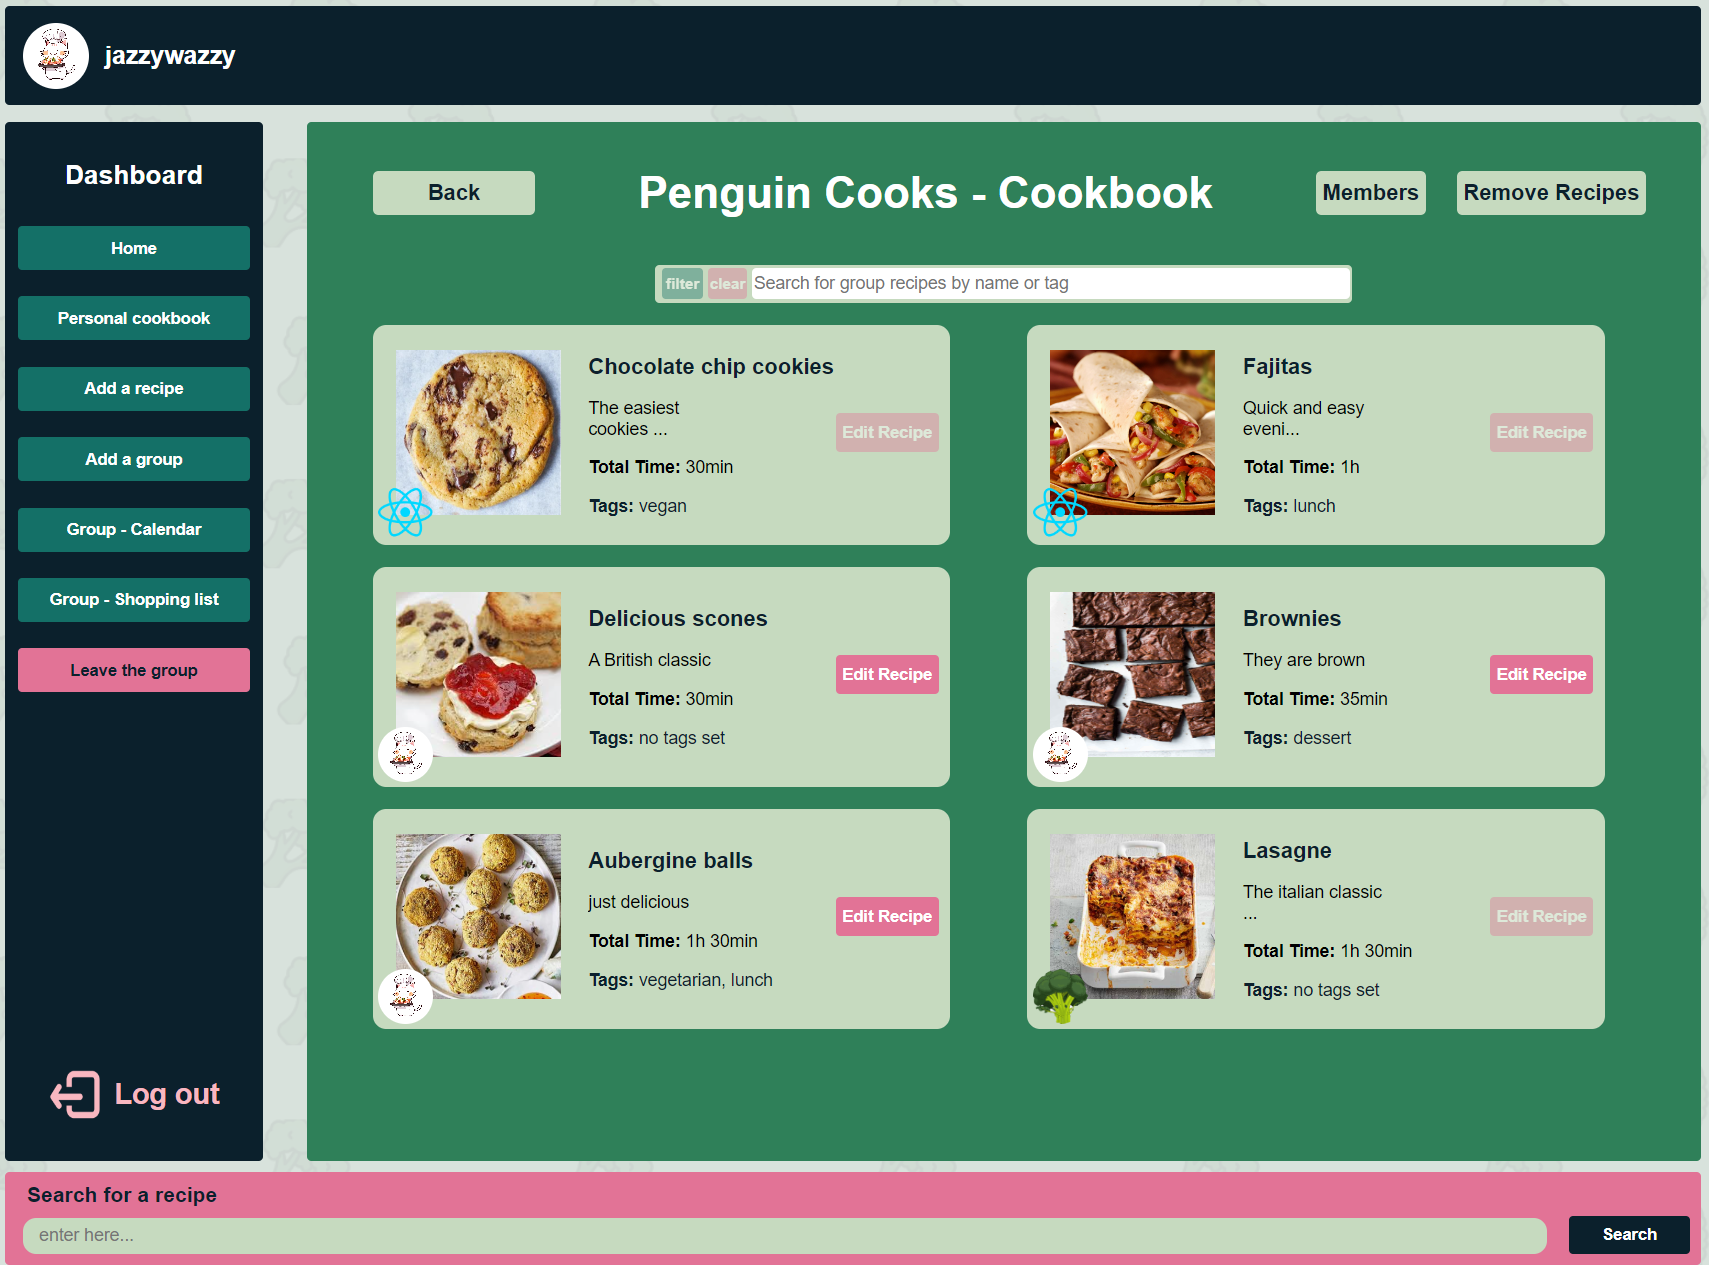 jazzywazzy
Dashboard
Home
Personal cookbook
Add a recipe
Add a group
Group - Calendar
Group - Shopping list
Leave the group
Log out
Back
Penguin Cooks - Cookbook
Members
Remove Recipes
filter
clear
Search for group recipes by name or tag
Chocolate chip cookies
The easiest
cookies ...
Total Time: 30min
Tags: vegan
Edit Recipe
Fajitas
Quick and easy
eveni...
Total Time: 1h
Tags: lunch
Edit Recipe
Delicious scones
A British classic
Total Time: 30min
Tags: no tags set
Edit Recipe
Brownies
They are brown
Total Time: 35min
Tags: dessert
Edit Recipe
Aubergine balls
just delicious
Total Time: 1h 30min
Tags: vegetarian, lunch
Edit Recipe
Lasagne
The italian classic
...
Total Time: 1h 30min
Tags: no tags set
Edit Recipe
Search for a recipe
enter here...
Search